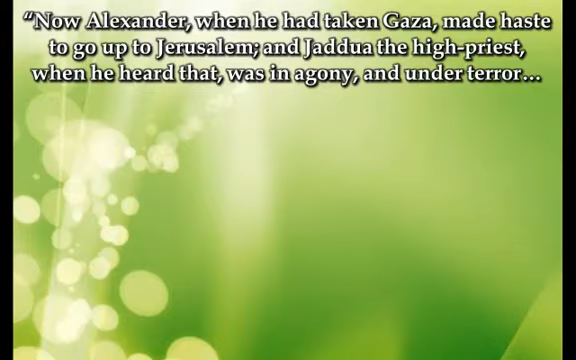 “Now Alexander, when he had taken Gaza, made haste
to go up to Jerusalem; and Jaddua the high-priest,
when he heard that, was in agony, and under terror…